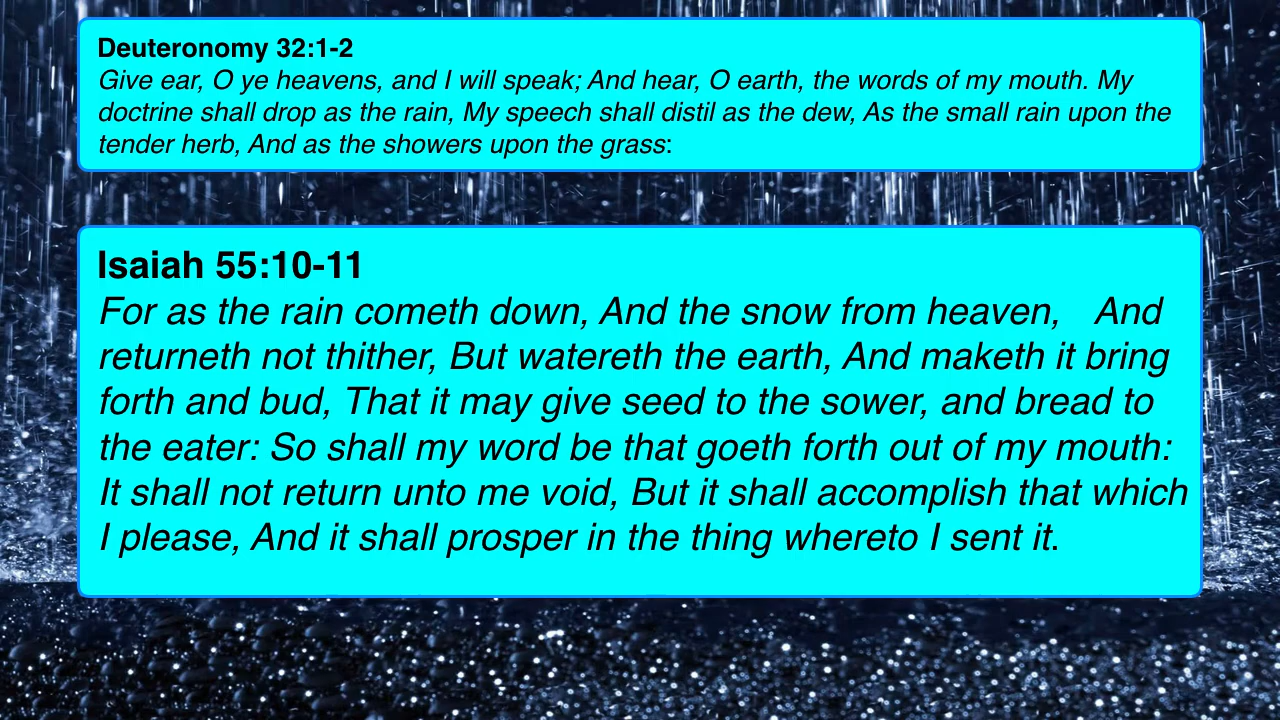 Deuteronomy 32:1-2
Give ear, O ye heavens, and I will speak; And hear, O earth, the words of my mouth. My
doctrine shall drop as the rain, My speech shall distil as the dew, As the small rain upon the
tender herb, And as the showers upon the grass:
Isaiah 55:10-11
For as the rain cometh down, And the snow from heaven,   And
returneth not thither, But watereth the earth, And maketh it bring
forth and bud, That it may give seed to the sower, and bread to
the eater: So shall my word be that goeth forth out of my mouth:
It shall not return unto me void, But it shall accomplish that which
I please, And it shall prosper in the thing whereto I sent it.